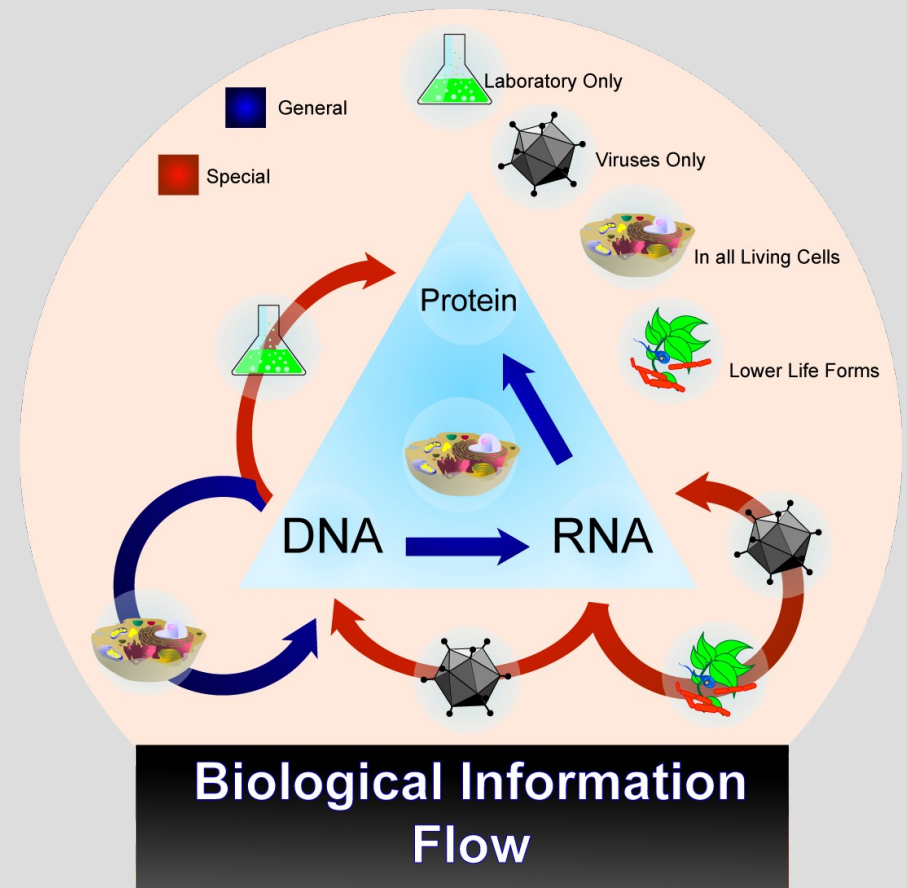 Laboratory Only
General
Viruses Only
Special
In all Living Cells
Protein
Lower Life Forms
DNA
RNA
Biological Information
Flow